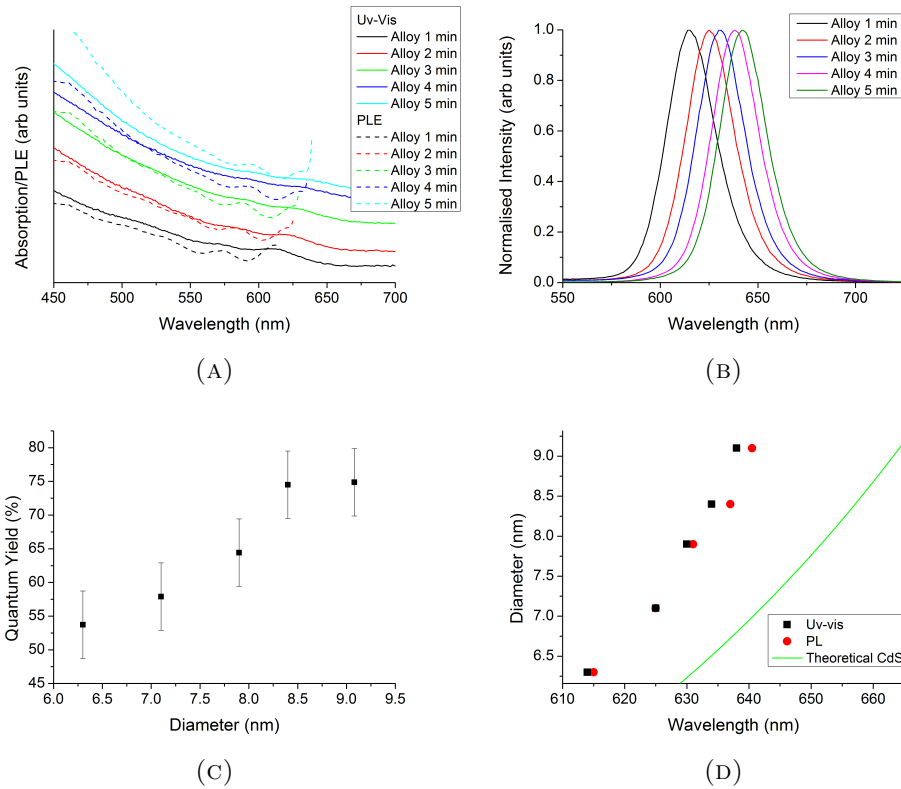 Uv-Vis
Alloy 1 min
Alloy 2 min
Alloy 3 min
Alloy 4 min
Alloy 5 min
PLE
Alloy 1 min
Alloy 2 min
Alloy 3 min
Alloy 4 min
Alloy 5 min
Absorption/PLE (arb units)
450 500 550 600 650 700
Wavelength (nm)
(A)
Alloy 1 min
Alloy 2 min
Alloy 3 min
Alloy 4 min
Alloy 5 min
Normalised Intensity (arb units)
1.0
0.8
0.6
0.4
0.2
0.0
550 600 650 700
Wavelength (nm)
(B)
Quantum Yield (%)
80
75
70
65
60
55
50
45
6.0 6.5 7.0 7.5 8.0 8.5 9.0 9.5
Diameter (nm)
(C)
Diameter (nm)
9.0
8.5
8.0
7.5
7.0
6.5
Uv-vis
PL
Theoretical CdS
610 620 630 640 650 660
Wavelength (nm)
(D)